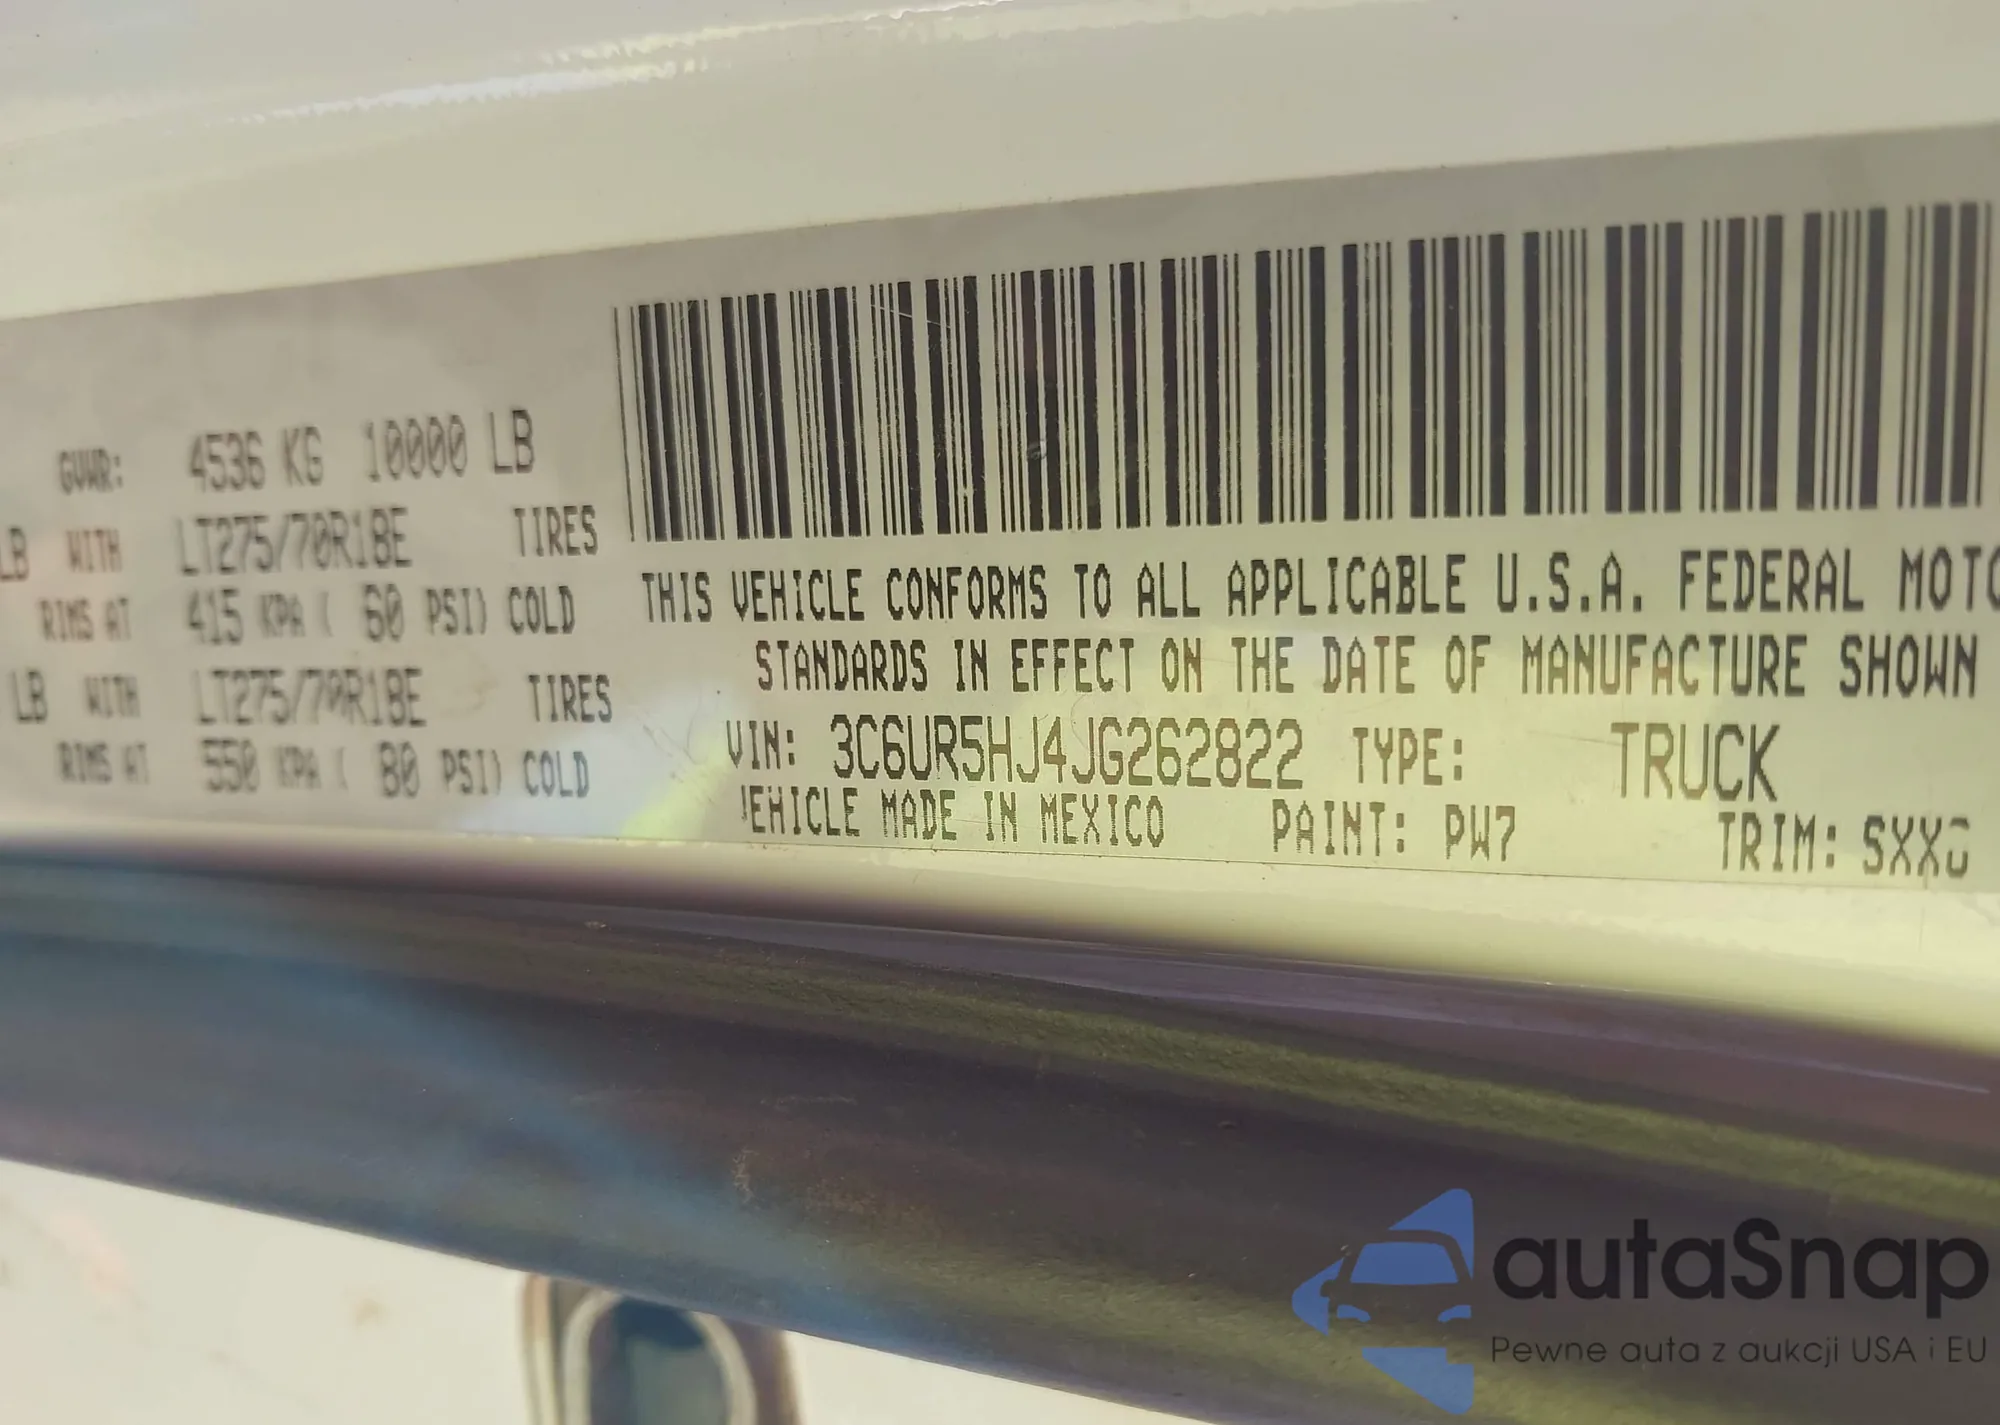 GVWR: 4536 KG 10000 LB
LB WITH LT275/70R18E TIRES
RIMS AT 415 KPA ( 60 PSI) COLD
LB WITH LT275/70R18E TIRES
RIMS AT 550 KPA ( 80 PSI) COLD
THIS VEHICLE CONFORMS TO ALL APPLICABLE U.S.A. FEDERAL MOTO
STANDARDS IN EFFECT ON THE DATE OF MANUFACTURE SHOWN
VIN: 3C6UR5HJ4JG262822 TYPE: TRUCK
VEHICLE MADE IN MEXICO PAINT: PW7 TRIM:
autaSnap
Pewne auta z aukcji USA i EU